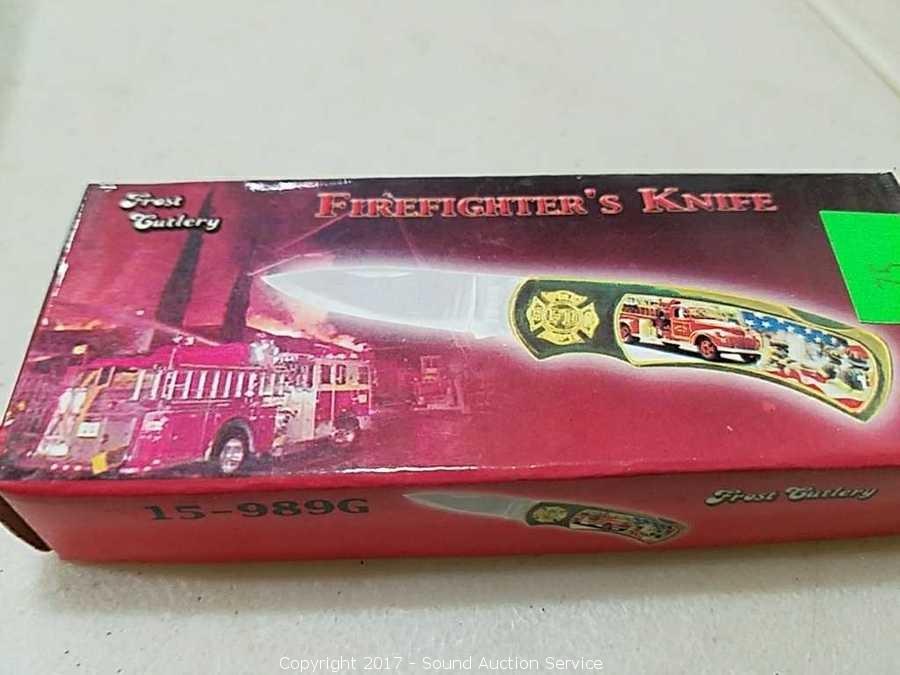 Frost
Cutlery
FIREFIGHTER'S KNIFE
15-989G
Frost Cutlery
Copyright 2017 - Sound Auction Service